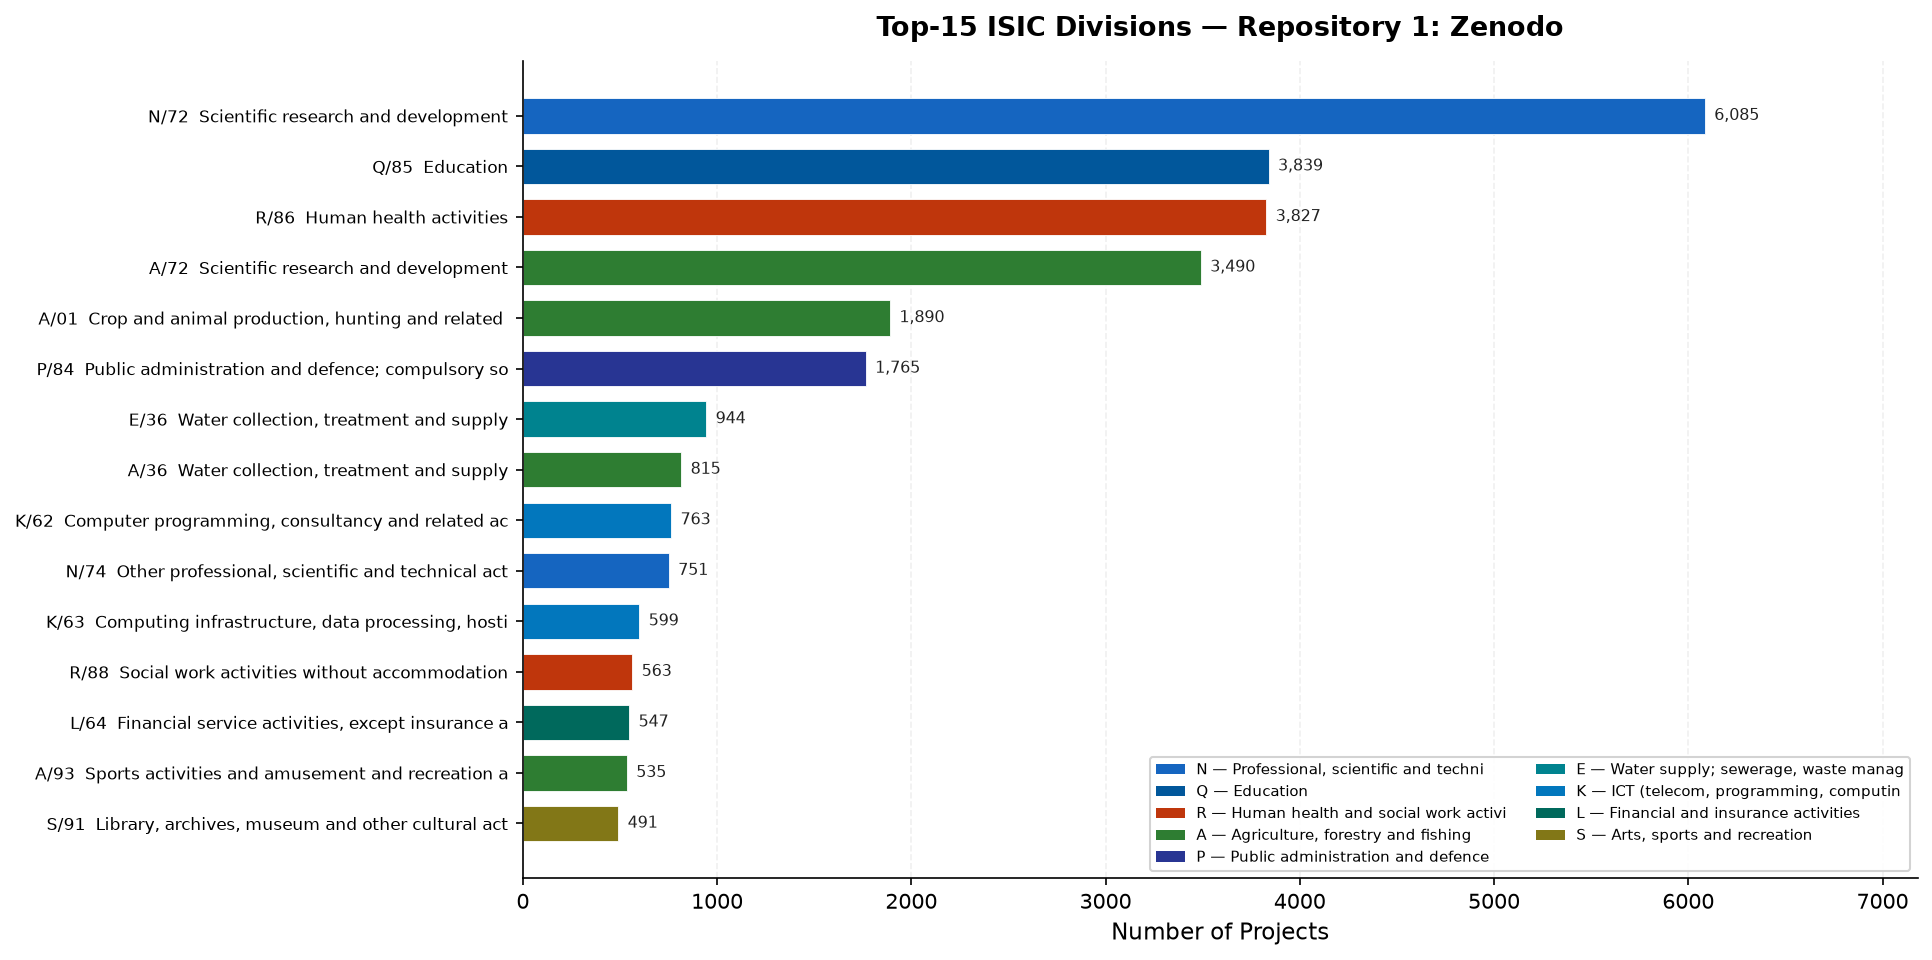 Top-15 ISIC Divisions — Repository 1: Zenodo
N/72  Scientific research and development
6,085
Q/85  Education
3,839
R/86  Human health activities
3,827
A/72  Scientific research and development
3,490
A/01  Crop and animal production, hunting and related
1,890
P/84  Public administration and defence; compulsory so
1,765
E/36  Water collection, treatment and supply
944
A/36  Water collection, treatment and supply
815
K/62  Computer programming, consultancy and related ac
763
N/74  Other professional, scientific and technical act
751
K/63  Computing infrastructure, data processing, hosti
599
R/88  Social work activities without accommodation
563
L/64  Financial service activities, except insurance a
547
A/93  Sports activities and amusement and recreation a
535
S/91  Library, archives, museum and other cultural act
491
N — Professional, scientific and techni
Q — Education
R — Human health and social work activi
A — Agriculture, forestry and fishing
P — Public administration and defence
E — Water supply; sewerage, waste manag
K — ICT (telecom, programming, computin
L — Financial and insurance activities
S — Arts, sports and recreation
0 1000 2000 3000 4000 5000 6000 7000
Number of Projects